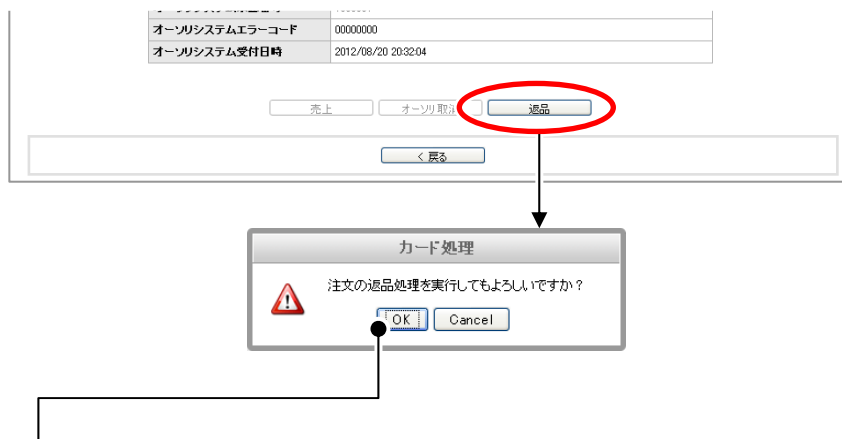 オーソリシステムエラーコード 00000000
オーソリシステム受付日時 2012/08/20 20:32:04
売上 オーソリ取消 返品
< 戻る
カード処理
注文の返品処理を実行してもよろしいですか?
OK Cancel